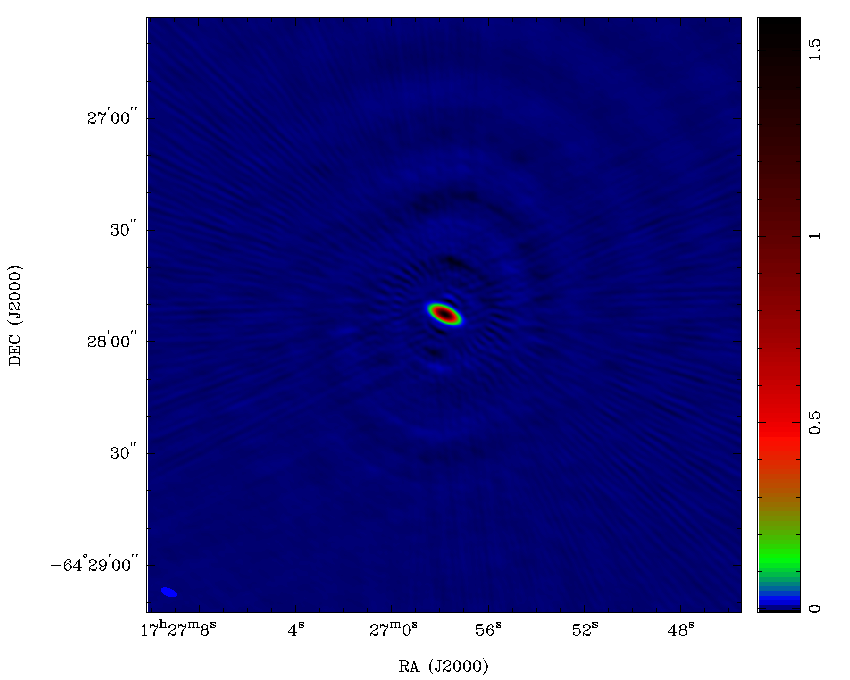 27'00''
30''
28'00''
30''
−64°29'00''
17h27m8s
4s
27m0s
56s
52s
48s
RA (J2000)
DEC (J2000)
1.5
1
0.5
0